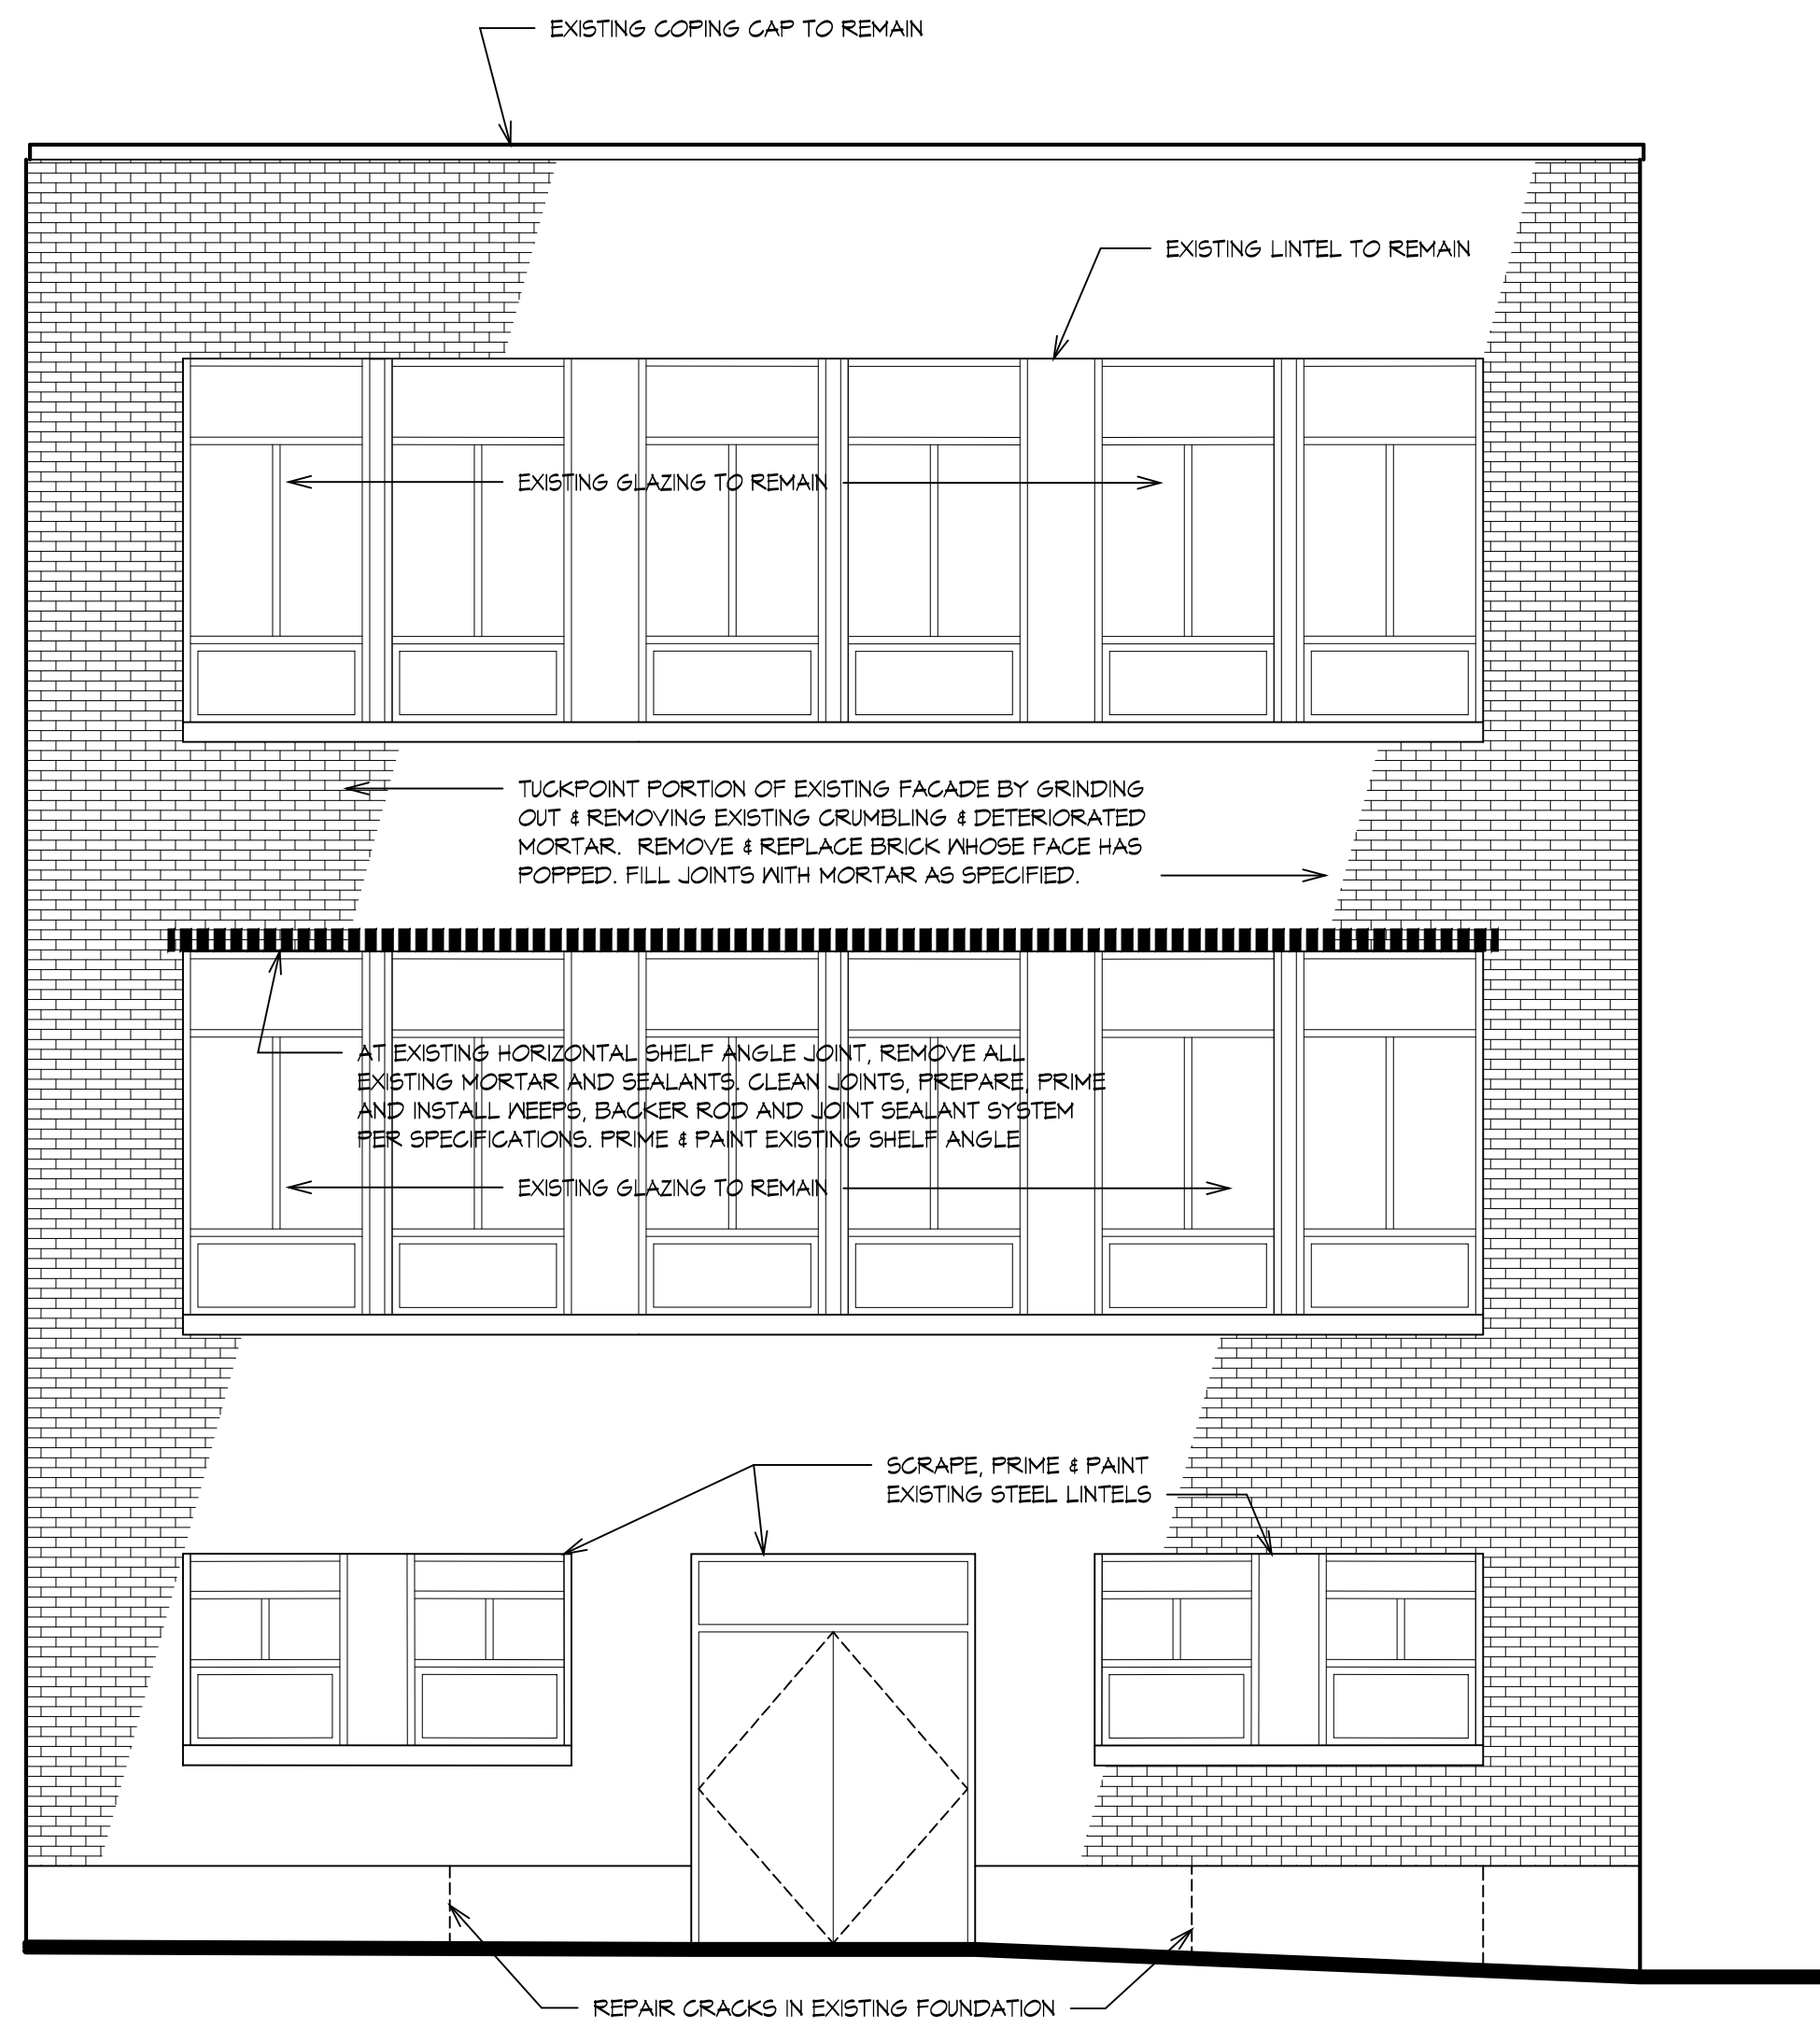 EXISTING COPING CAP TO REMAIN
EXISTING LINTEL TO REMAIN
EXISTING GLAZING TO REMAIN
TUCKPOINT PORTION OF EXISTING FACADE BY GRINDING
OUT & REMOVING EXISTING CRUMBLING & DETERIORATED
MORTAR. REMOVE & REPLACE BRICK WHOSE FACE HAS
POPPED. FILL JOINTS WITH MORTAR AS SPECIFIED.
AT EXISTING HORIZONTAL SHELF ANGLE JOINT, REMOVE ALL
EXISTING MORTAR AND SEALANTS. CLEAN JOINTS, PREPARE, PRIME
AND INSTALL WEEPS, BACKER ROD AND JOINT SEALANT SYSTEM
PER SPECIFICATIONS. PRIME & PAINT EXISTING SHELF ANGLE
EXISTING GLAZING TO REMAIN
SCRAPE, PRIME & PAINT
EXISTING STEEL LINTELS
REPAIR CRACKS IN EXISTING FOUNDATION